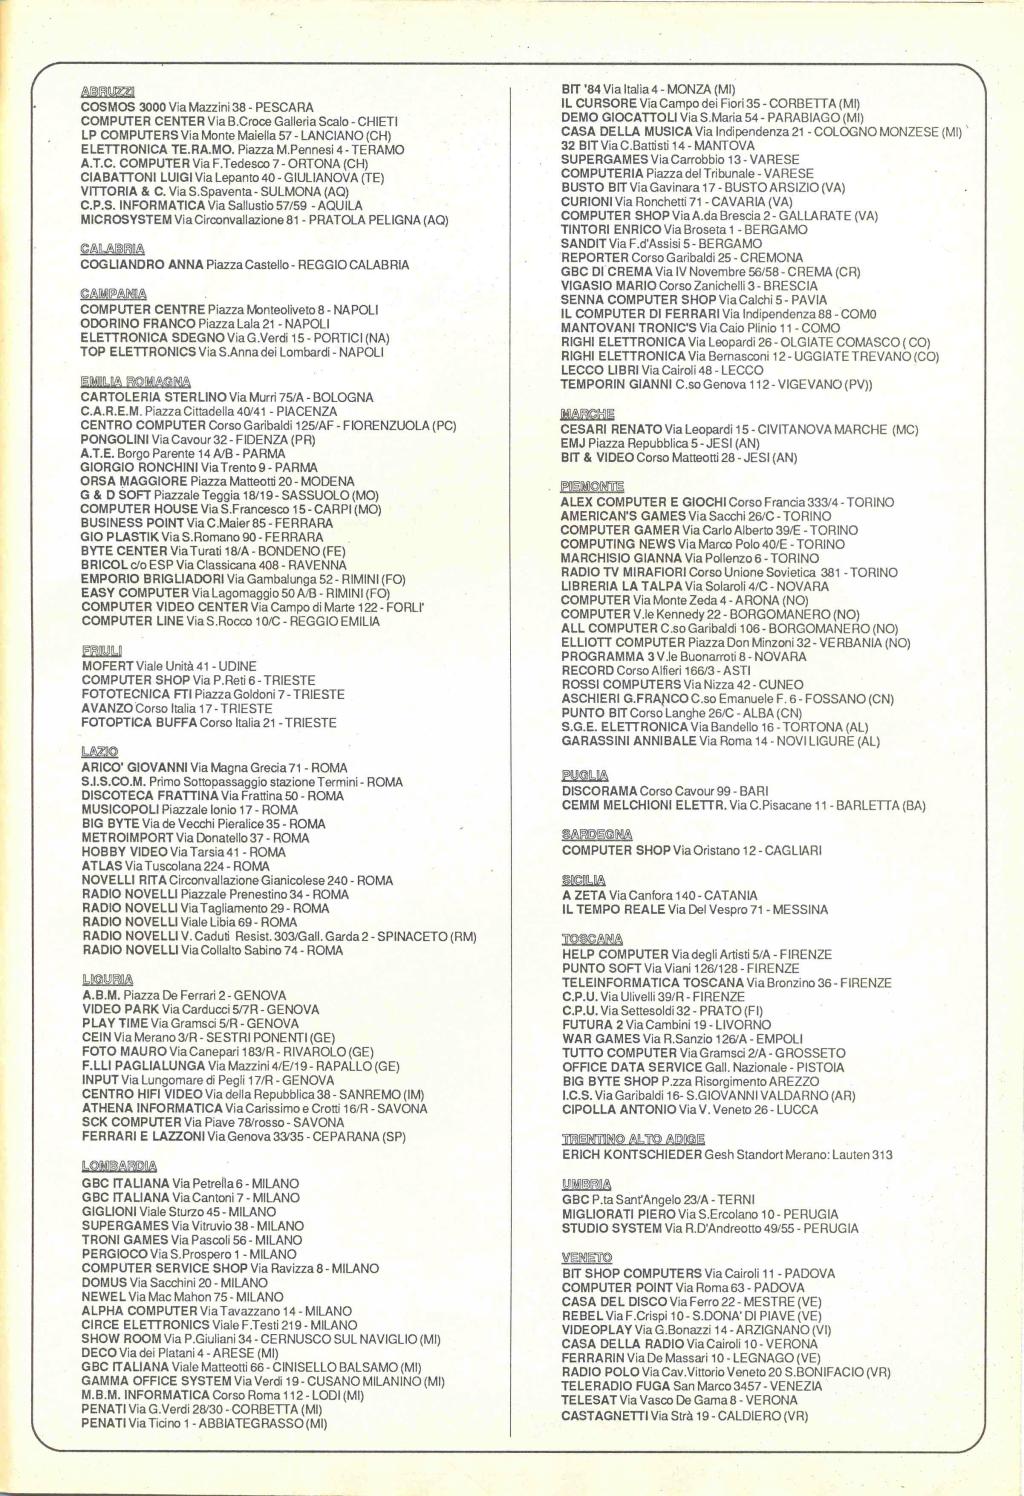 ABRUZZI
COSMOS 3000 Via Mazzini 38 - PESCARA
COMPUTER CENTER Via B.Croce Galleria Scalo - CHIETI
LP COMPUTERS Via Monte Maiella 57 - LANCIANO (CH)
ELETTRONICA TE.RA.MO. Piazza M.Pennesi 4 - TERAMO
A.T.C. COMPUTER Via F.Tedesco 7 - ORTONA (CH)
CIABATTONI LUIGI Via Lepanto 40 - GIULIANOVA (TE)
VITTORIA & C. Via S.Spaventa - SULMONA (AQ)
C.P.S. INFORMATICA Via Sallustio 57/59 - AQUILA
MICROSYSTEM Via Circonvallazione 81 - PRATOLA PELIGNA (AQ)
CALABRIA
COGLIANDRO ANNA Piazza Castello - REGGIO CALABRIA
CAMPANIA
COMPUTER CENTRE Piazza Monteoliveto 8 - NAPOLI
ODORINO FRANCO Piazza Lala 21 - NAPOLI
ELETTRONICA SDEGNO Via G.Verdi 15 - PORTICI (NA)
TOP ELETTRONICS Via S.Anna dei Lombardi - NAPOLI
EMILIA ROMAGNA
CARTOLERIA STERLINO Via Murri 75/A - BOLOGNA
C.A.R.E.M. Piazza Cittadella 40/41 - PIACENZA
CENTRO COMPUTER Corso Garibaldi 125/AF - FIORENZUOLA (PC)
PONGOLINI Via Cavour 32 - FIDENZA (PR)
A.T.E. Borgo Parente 14 A/B - PARMA
GIORGIO RONCHINI Via Trento 9 - PARMA
ORSA MAGGIORE Piazza Matteotti 20 - MODENA
G & D SOFT Piazzale Teggia 18/19 - SASSUOLO (MO)
COMPUTER HOUSE Via S.Francesco 15 - CARPI (MO)
BUSINESS POINT Via C.Maier 85 - FERRARA
GIO PLASTIK Via S.Romano 90 - FERRARA
BYTE CENTER Via Turati 18/A - BONDENO (FE)
BRICOL c/o ESP Via Classicana 408 - RAVENNA
EMPORIO BRIGLIADORI Via Gambalunga 52 - RIMINI (FO)
EASY COMPUTER Via Lagomaggio 50 A/B - RIMINI (FO)
COMPUTER VIDEO CENTER Via Campo di Marte 122 - FORLI'
COMPUTER LINE Via S.Rocco 10/C - REGGIO EMILIA
FRIULI
MOFERT Viale Unità 41 - UDINE
COMPUTER SHOP Via P.Reti 6 - TRIESTE
FOTOTECNICA FTI Piazza Goldoni 7 - TRIESTE
AVANZO Corso Italia 17 - TRIESTE
FOTOPTICA BUFFA Corso Italia 21 - TRIESTE
LAZIO
ARICO' GIOVANNI Via Magna Grecia 71 - ROMA
S.I.S.CO.M. Primo Sottopassaggio stazione Termini - ROMA
DISCOTECA FRATTINA Via Frattina 50 - ROMA
MUSICOPOLI Piazzale Ionio 17 - ROMA
BIG BYTE Via de Vecchi Pieralice 35 - ROMA
METROIMPORT Via Donatello 37 - ROMA
HOBBY VIDEO Via Tarsia 41 - ROMA
ATLAS Via Tuscolana 224 - ROMA
NOVELLI RITA Circonvallazione Gianicolese 240 - ROMA
RADIO NOVELLI Piazzale Prenestino 34 - ROMA
RADIO NOVELLI Via Tagliamento 29 - ROMA
RADIO NOVELLI Viale Libia 69 - ROMA
RADIO NOVELLI V. Caduti Resist. 303/Gall. Garda 2 - SPINACETO (RM)
RADIO NOVELLI Via Collalto Sabino 74 - ROMA
LIGURIA
A.B.M. Piazza De Ferrari 2 - GENOVA
VIDEO PARK Via Carducci 5/7R - GENOVA
PLAY TIME Via Gramsci 5/R - GENOVA
CEIN Via Merano 3/R - SESTRI PONENTI (GE)
FOTO MAURO Via Canepari 183/R - RIVAROLO (GE)
F.LLI PAGLIALUNGA Via Mazzini 4/E/19 - RAPALLO (GE)
INPUT Via Lungomare di Pegli 17/R - GENOVA
CENTRO HIFI VIDEO Via della Repubblica 38 - SANREMO (IM)
ATHENA INFORMATICA Via Carissimo e Crotti 16/R - SAVONA
SCK COMPUTER Via Piave 78/rosso - SAVONA
FERRARI E LAZZONI Via Genova 33/35 - CEPARANA (SP)
LOMBARDIA
GBC ITALIANA Via Petrella 6 - MILANO
GBC ITALIANA Via Cantoni 7 - MILANO
GIGLIONI Viale Sturzo 45 - MILANO
SUPERGAMES Via Vitruvio 38 - MILANO
TRONI GAMES Via Pascoli 56 - MILANO
PERGIOCO Via S.Prospero 1 - MILANO
COMPUTER SERVICE SHOP Via Ravizza 8 - MILANO
DOMUS Via Sacchini 20 - MILANO
NEWEL Via Mac Mahon 75 - MILANO
ALPHA COMPUTER Via Tavazzano 14 - MILANO
CIRCE ELETTRONICS Viale F.Testi 219 - MILANO
SHOW ROOM Via P.Giuliani 34 - CERNUSCO SUL NAVIGLIO (MI)
DECO Via dei Platani 4 - ARESE (MI)
GBC ITALIANA Viale Matteotti 66 - CINISELLO BALSAMO (MI)
GAMMA OFFICE SYSTEM Via Verdi 19 - CUSANO MILANINO (MI)
M.B.M. INFORMATICA Corso Roma 112 - LODI (MI)
PENATI Via G.Verdi 28/30 - CORBETTA (MI)
PENATI Via Ticino 1 - ABBIATEGRASSO (MI)
BIT '84 Via Italia 4 - MONZA (MI)
IL CURSORE Via Campo dei Fiori 35 - CORBETTA (MI)
DEMO GIOCATTOLI Via S.Maria 54 - PARABIAGO (MI)
CASA DELLA MUSICA Via Indipendenza 21 - COLOGNO MONZESE (MI)
32 BIT Via C.Battisti 14 - MANTOVA
SUPERGAMES Via Carrobbio 13 - VARESE
COMPUTERIA Piazza del Tribunale - VARESE
BUSTO BIT Via Gavinara 17 - BUSTO ARSIZIO (VA)
CURIONI Via Ronchetti 71 - CAVARIA (VA)
COMPUTER SHOP Via A.da Brescia 2 - GALLARATE (VA)
TINTORI ENRICO Via Broseta 1 - BERGAMO
SANDIT Via F.d'Assisi 5 - BERGAMO
REPORTER Corso Garibaldi 25 - CREMONA
GBC DI CREMA Via IV Novembre 56/58 - CREMA (CR)
VIGASIO MARIO Corso Zanichelli 3 - BRESCIA
SENNA COMPUTER SHOP Via Calchi 5 - PAVIA
IL COMPUTER DI FERRARI Via Indipendenza 88 - COMO
MANTOVANI TRONIC'S Via Caio Plinio 11 - COMO
RIGHI ELETTRONICA Via Leopardi 26 - OLGIATE COMASCO ( CO)
RIGHI ELETTRONICA Via Bernasconi 12 - UGGIATE TREVANO (CO)
LECCO LIBRI Via Cairoli 48 - LECCO
TEMPORIN GIANNI C.so Genova 112 - VIGEVANO (PV))
MARCHE
CESARI RENATO Via Leopardi 15 - CIVITANOVA MARCHE (MC)
EMJ Piazza Repubblica 5 - JESI (AN)
BIT & VIDEO Corso Matteotti 28 - JESI (AN)
PIEMONTE
ALEX COMPUTER E GIOCHI Corso Francia 333/4 - TORINO
AMERICAN'S GAMES Via Sacchi 26/C - TORINO
COMPUTER GAMER Via Carlo Alberto 39/E - TORINO
COMPUTING NEWS Via Marco Polo 40/E - TORINO
MARCHISIO GIANNA Via Pollenzo 6 - TORINO
RADIO TV MIRAFIORI Corso Unione Sovietica 381 - TORINO
LIBRERIA LA TALPA Via Solaroli 4/C - NOVARA
COMPUTER Via Monte Zeda 4 - ARONA (NO)
COMPUTER V.le Kennedy 22 - BORGOMANERO (NO)
ALL COMPUTER C.so Garibaldi 106 - BORGOMANERO (NO)
ELLIOTT COMPUTER Piazza Don Minzoni 32 - VERBANIA (NO)
PROGRAMMA 3 V.le Buonarroti 8 - NOVARA
RECORD Corso Alfieri 166/3 - ASTI
ROSSI COMPUTERS Via Nizza 42 - CUNEO
ASCHIERI G.FRANCO C.so Emanuele F. 6 - FOSSANO (CN)
PUNTO BIT Corso Langhe 26/C - ALBA (CN)
S.G.E. ELETTRONICA Via Bandello 16 - TORTONA (AL)
GARASSINI ANNIBALE Via Roma 14 - NOVI LIGURE (AL)
PUGLIA
DISCORAMA Corso Cavour 99 - BARI
CEMM MELCHIONI ELETTR. Via C.Pisacane 11 - BARLETTA (BA)
SARDEGNA
COMPUTER SHOP Via Oristano 12 - CAGLIARI
SICILIA
A ZETA Via Canfora 140 - CATANIA
IL TEMPO REALE Via Del Vespro 71 - MESSINA
TOSCANA
HELP COMPUTER Via degli Artisti 5/A - FIRENZE
PUNTO SOFT Via Viani 126/128 - FIRENZE
TELEINFORMATICA TOSCANA Via Bronzino 36 - FIRENZE
C.P.U. Via Ulivelli 39/R - FIRENZE
C.P.U. Via Settesoldi 32 - PRATO (FI)
FUTURA 2 Via Cambini 19 - LIVORNO
WAR GAMES Via R.Sanzio 126/A - EMPOLI
TUTTO COMPUTER Via Gramsci 2/A - GROSSETO
OFFICE DATA SERVICE Gall. Nazionale - PISTOIA
BIG BYTE SHOP P.zza Risorgimento AREZZO
I.C.S. Via Garibaldi 16- S.GIOVANNI VALDARNO (AR)
CIPOLLA ANTONIO Via V. Veneto 26 - LUCCA
TRENTINO ALTO ADIGE
ERICH KONTSCHIEDER Gesh Standort Merano: Lauten 313
UMBRIA
GBC P.ta Sant'Angelo 23/A - TERNI
MIGLIORATI PIERO Via S.Ercolano 10 - PERUGIA
STUDIO SYSTEM Via R.D'Andreotto 49/55 - PERUGIA
VENETO
BIT SHOP COMPUTERS Via Cairoli 11 - PADOVA
COMPUTER POINT Via Roma 63 - PADOVA
CASA DEL DISCO Via Ferro 22 - MESTRE (VE)
REBEL Via F.Crispi 10 - S.DONA' DI PIAVE (VE)
VIDEOPLAY Via G.Bonazzi 14 - ARZIGNANO (VI)
CASA DELLA RADIO Via Cairoli 10 - VERONA
FERRARIN Via De Massari 10 - LEGNAGO (VE)
RADIO POLO Via Cav.Vittorio Veneto 20 S.BONIFACIO (VR)
TELERADIO FUGA San Marco 3457 - VENEZIA
TELESAT Via Vasco De Gama 8 - VERONA
CASTAGNETTI Via Strà 19 - CALDIERO (VR)